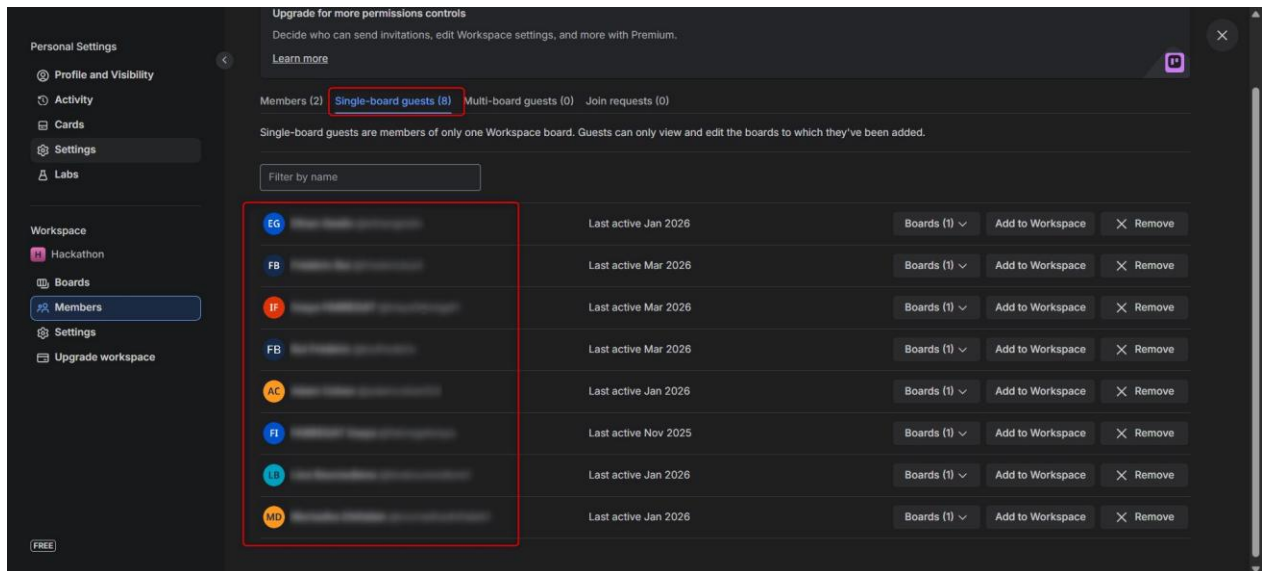 Upgrade for more permissions controls
Decide who can send invitations, edit Workspace settings, and more with Premium.
Learn more
Personal Settings
Profile and Visibility
Activity
Cards
Settings
Labs
Workspace
H Hackathon
Boards
Members
Settings
Upgrade workspace
FREE
Members (2) Single-board guests (8) Multi-board guests (0) Join requests (0)
Single-board guests are members of only one Workspace board. Guests can only view and edit the boards to which they've been added.
Filter by name
EG Last active Jan 2026 Boards (1) Add to Workspace Remove
FB Last active Mar 2026 Boards (1) Add to Workspace Remove
IF Last active Mar 2026 Boards (1) Add to Workspace Remove
FB Last active Mar 2026 Boards (1) Add to Workspace Remove
AC Last active Jan 2026 Boards (1) Add to Workspace Remove
FI Last active Nov 2025 Boards (1) Add to Workspace Remove
LB Last active Jan 2026 Boards (1) Add to Workspace Remove
MD Last active Jan 2026 Boards (1) Add to Workspace Remove